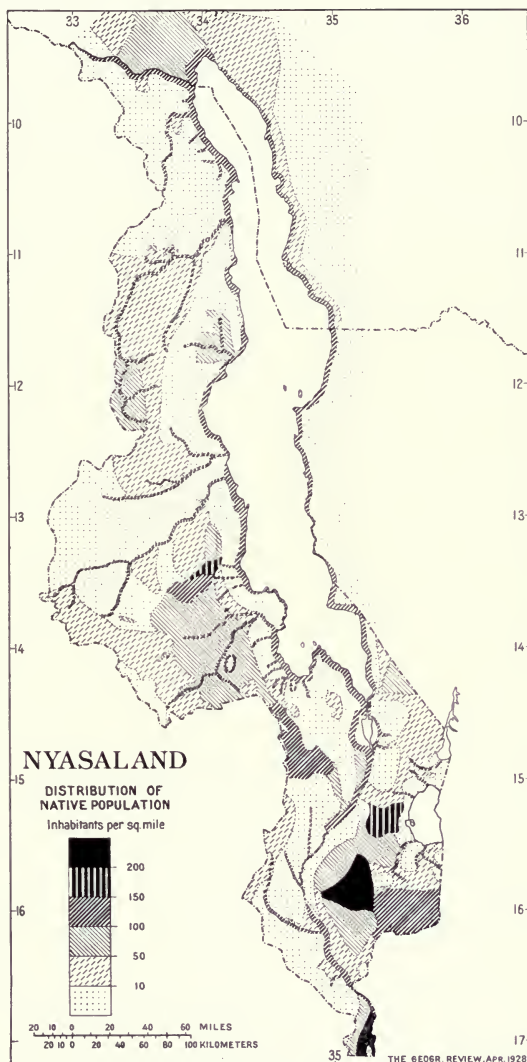 33 34 35 36
10 10
11 11
12 12
13 13
14 14
15
NYASALAND
DISTRIBUTION OF
NATIVE POPULATION
Inhabitants per sq.mile
200
150
100
50
10
15
16 16
20 10 0 20 40 60 MILES
20 10 0 20 40 60 80 100 KILOMETERS
17
35
THE GEOGR. REVIEW, APR. 1928